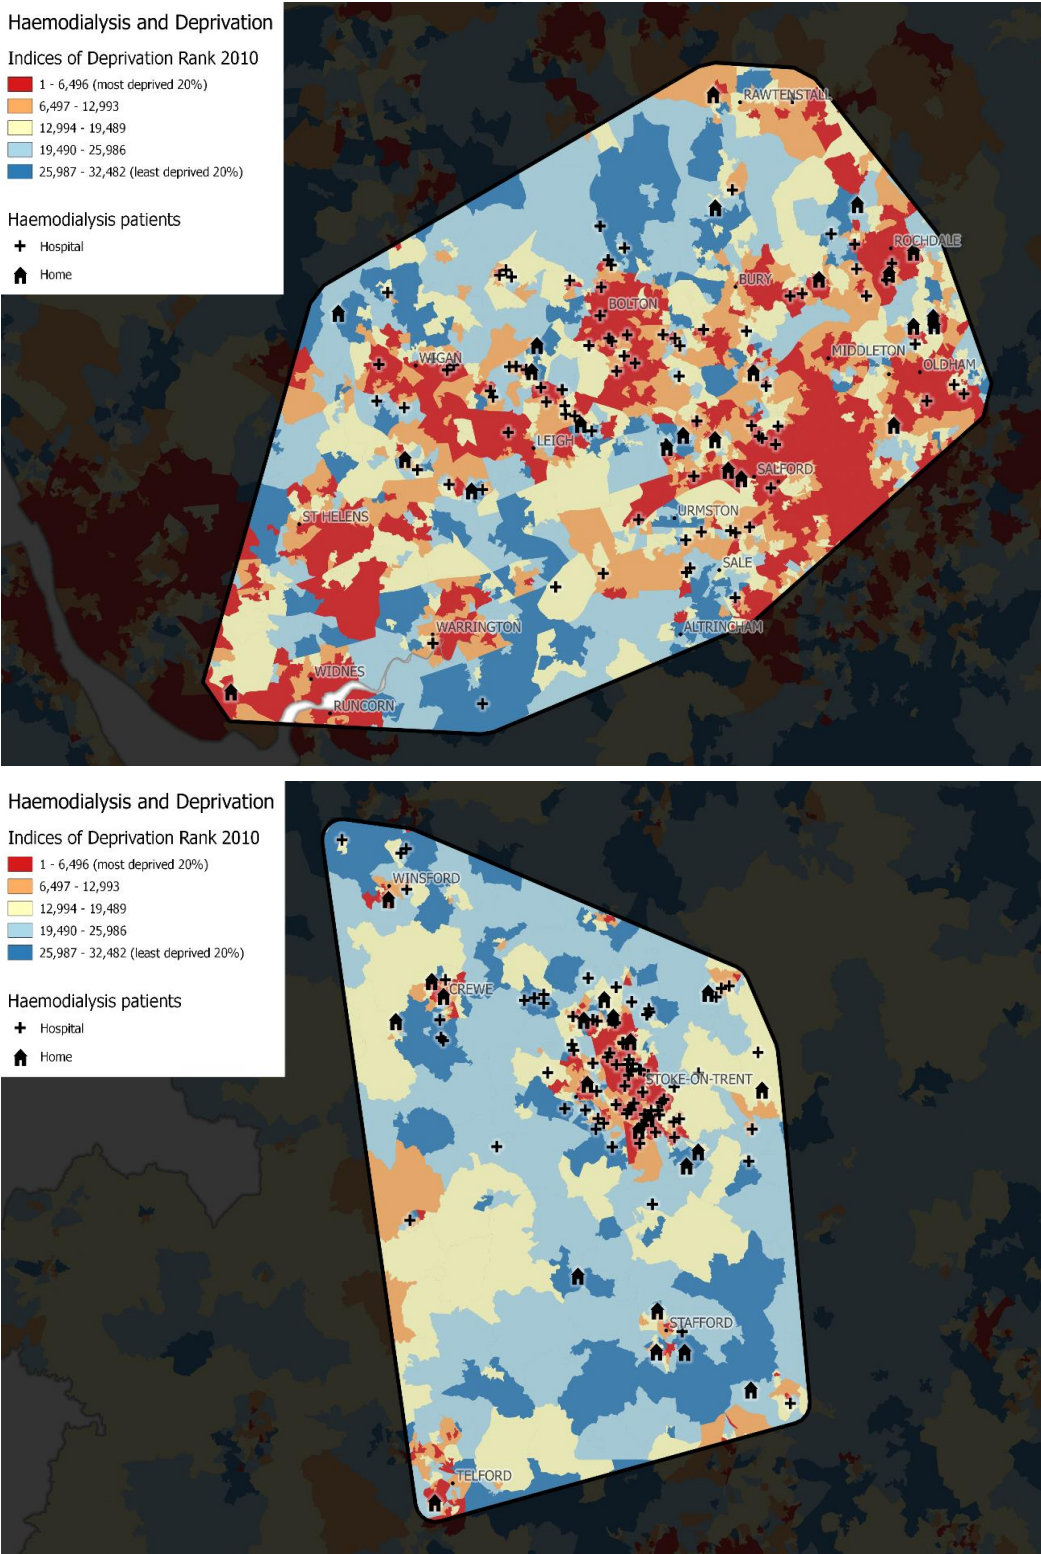 Haemodialysis and Deprivation
Indices of Deprivation Rank 2010
1 - 6,496 (most deprived 20%)
6,497 - 12,993
12,994 - 19,489
19,490 - 25,986
25,987 - 32,482 (least deprived 20%)
Haemodialysis patients
Hospital
Home
RAWTENSTALL
ROCHDALE
BURY
BOLTON
MIDDLETON
WIGAN
OLDHAM
LEIGH
SALFORD
URMSTON
ST HELENS
SALE
WARRINGTON
ALTRINCHAM
WIDNES
RUNCORN
Haemodialysis and Deprivation
Indices of Deprivation Rank 2010
1 - 6,496 (most deprived 20%)
6,497 - 12,993
12,994 - 19,489
19,490 - 25,986
25,987 - 32,482 (least deprived 20%)
Haemodialysis patients
Hospital
Home
WINSFORD
CREWE
STOKE-ON-TRENT
STAFFORD
TELFORD